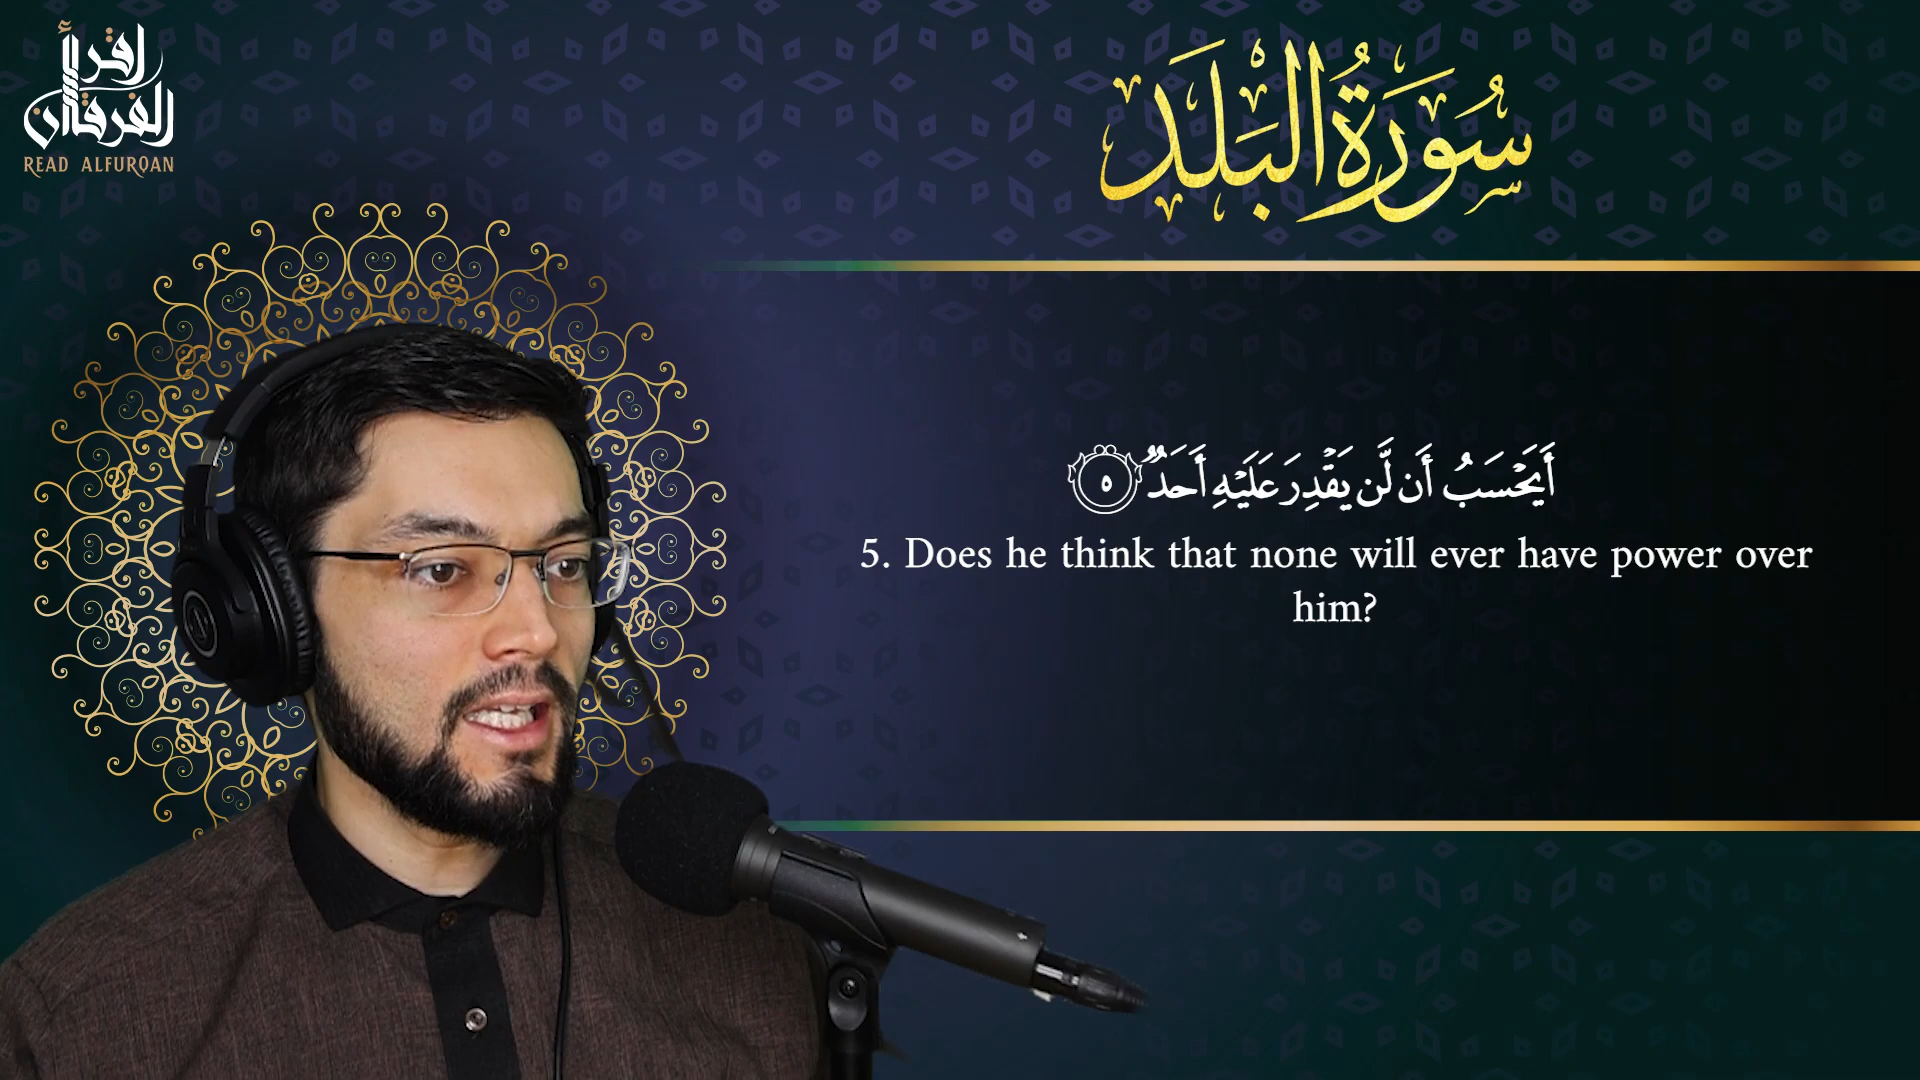 اقرأ
الفرقان
READ ALFURQAN
سُورَةُ البَلَدِ
أَيَحْسَبُ أَن لَّن يَقْدِرَ عَلَيْهِ أَحَدٌ ٥
5. Does he think that none will ever have power over
him?